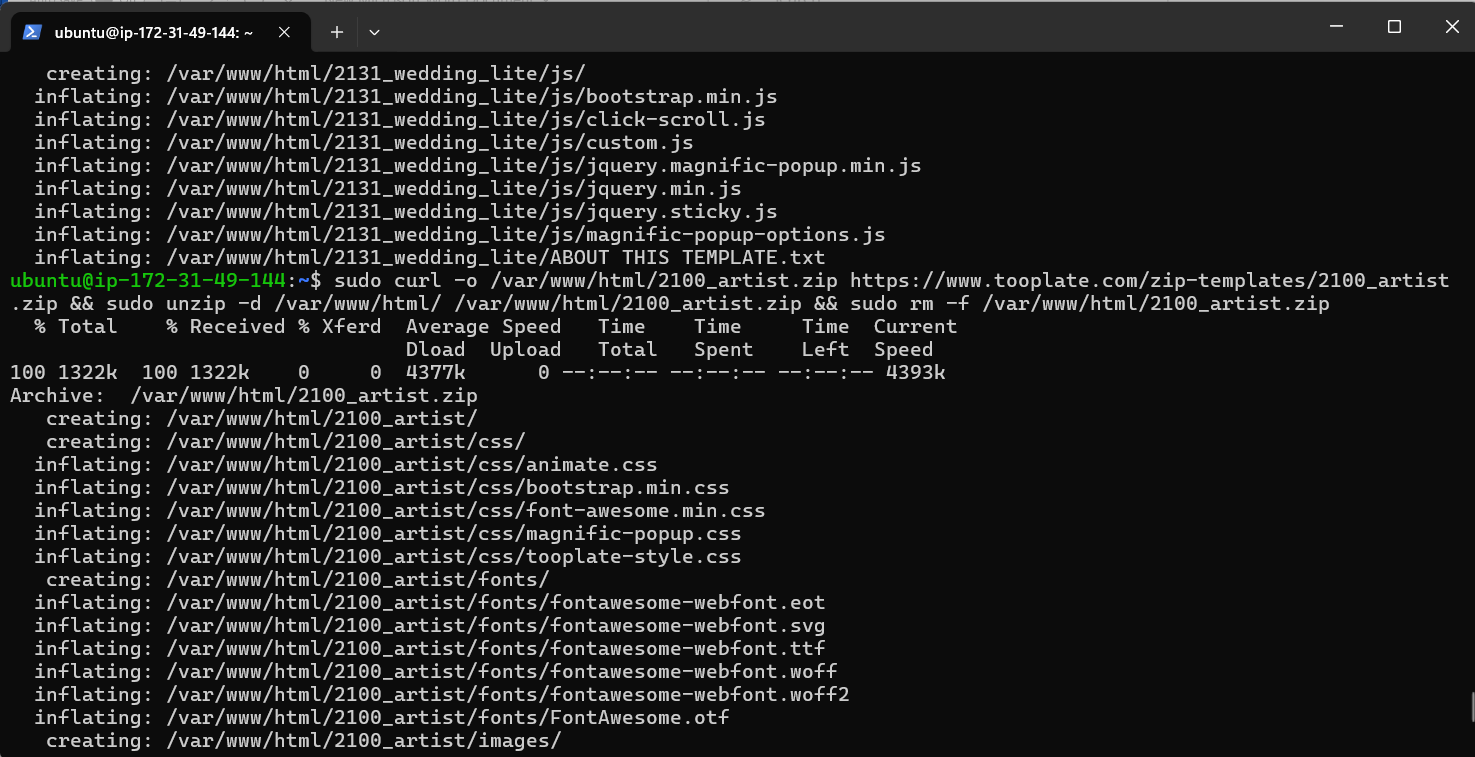 ubuntu@ip-172-31-49-144: ~
creating: /var/www/html/2131_wedding_lite/js/
inflating: /var/www/html/2131_wedding_lite/js/bootstrap.min.js
inflating: /var/www/html/2131_wedding_lite/js/click-scroll.js
inflating: /var/www/html/2131_wedding_lite/js/custom.js
inflating: /var/www/html/2131_wedding_lite/js/jquery.magnific-popup.min.js
inflating: /var/www/html/2131_wedding_lite/js/jquery.min.js
inflating: /var/www/html/2131_wedding_lite/js/jquery.sticky.js
inflating: /var/www/html/2131_wedding_lite/js/magnific-popup-options.js
inflating: /var/www/html/2131_wedding_lite/ABOUT THIS TEMPLATE.txt
ubuntu@ip-172-31-49-144:~$ sudo curl -o /var/www/html/2100_artist.zip https://www.tooplate.com/zip-templates/2100_artist
.zip && sudo unzip -d /var/www/html/ /var/www/html/2100_artist.zip && sudo rm -f /var/www/html/2100_artist.zip
% Total    % Received % Xferd  Average Speed   Time    Time     Time  Current
Dload  Upload   Total   Spent    Left  Speed
100 1322k  100 1322k    0     0  4377k      0 --:--:-- --:--:-- --:--:-- 4393k
Archive:  /var/www/html/2100_artist.zip
creating: /var/www/html/2100_artist/
creating: /var/www/html/2100_artist/css/
inflating: /var/www/html/2100_artist/css/animate.css
inflating: /var/www/html/2100_artist/css/bootstrap.min.css
inflating: /var/www/html/2100_artist/css/font-awesome.min.css
inflating: /var/www/html/2100_artist/css/magnific-popup.css
inflating: /var/www/html/2100_artist/css/tooplate-style.css
creating: /var/www/html/2100_artist/fonts/
inflating: /var/www/html/2100_artist/fonts/fontawesome-webfont.eot
inflating: /var/www/html/2100_artist/fonts/fontawesome-webfont.svg
inflating: /var/www/html/2100_artist/fonts/fontawesome-webfont.ttf
inflating: /var/www/html/2100_artist/fonts/fontawesome-webfont.woff
inflating: /var/www/html/2100_artist/fonts/fontawesome-webfont.woff2
inflating: /var/www/html/2100_artist/fonts/FontAwesome.otf
creating: /var/www/html/2100_artist/images/